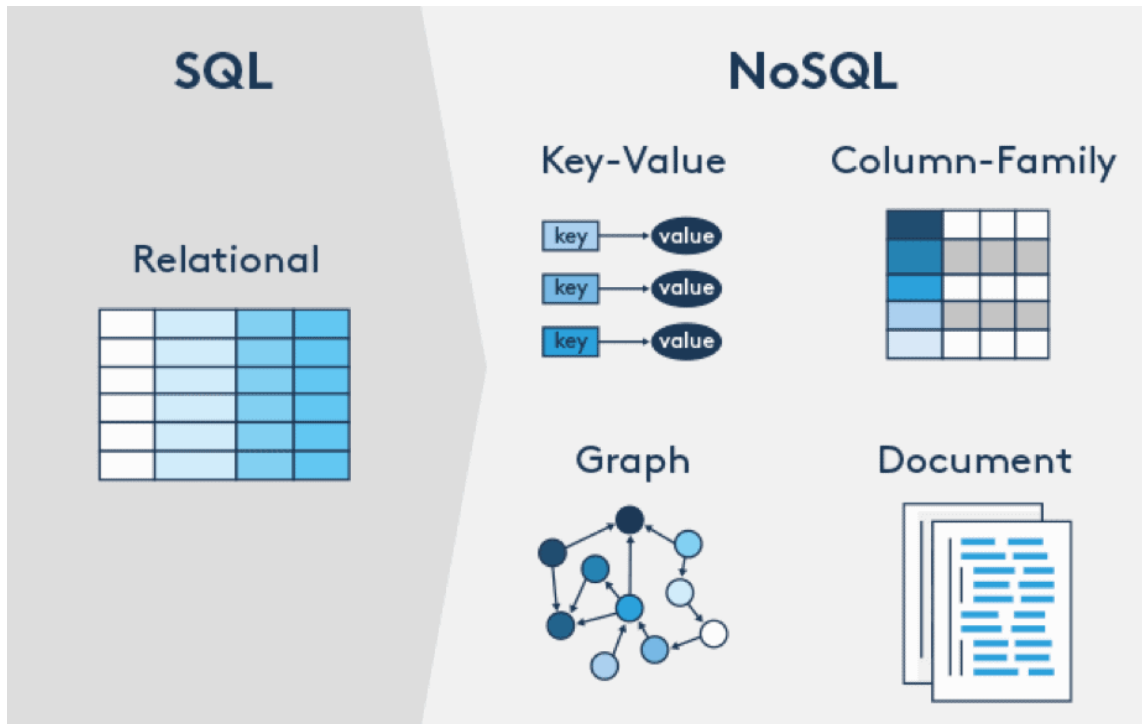 SQL
Relational
NoSQL
Key-Value
key value
key value
key value
Column-Family
Graph
Document